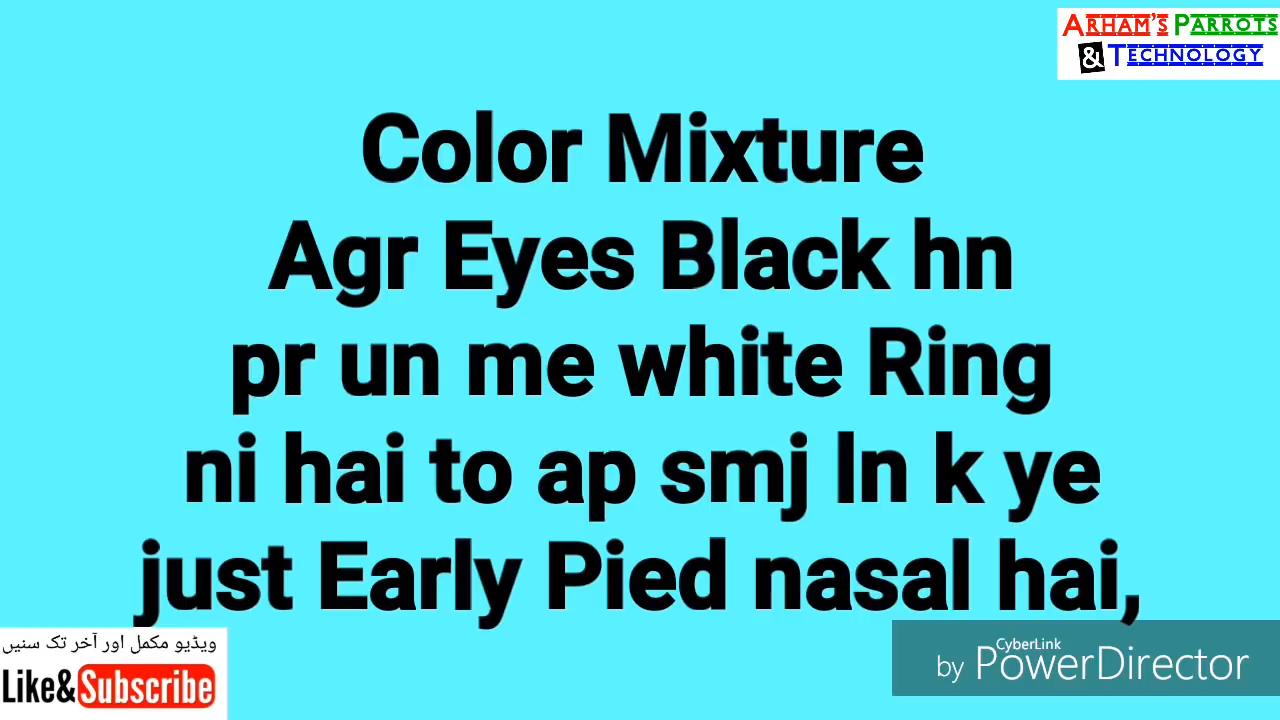 ARHAM'S PARROTS
& TECHNOLOGY
Color Mixture
Agr Eyes Black hn
pr un me white Ring
ni hai to ap smj ln k ye
just Early Pied nasal hai,
ویڈیو مکمل اور آخر تک سنیں
Like&Subscribe
CyberLink
by PowerDirector